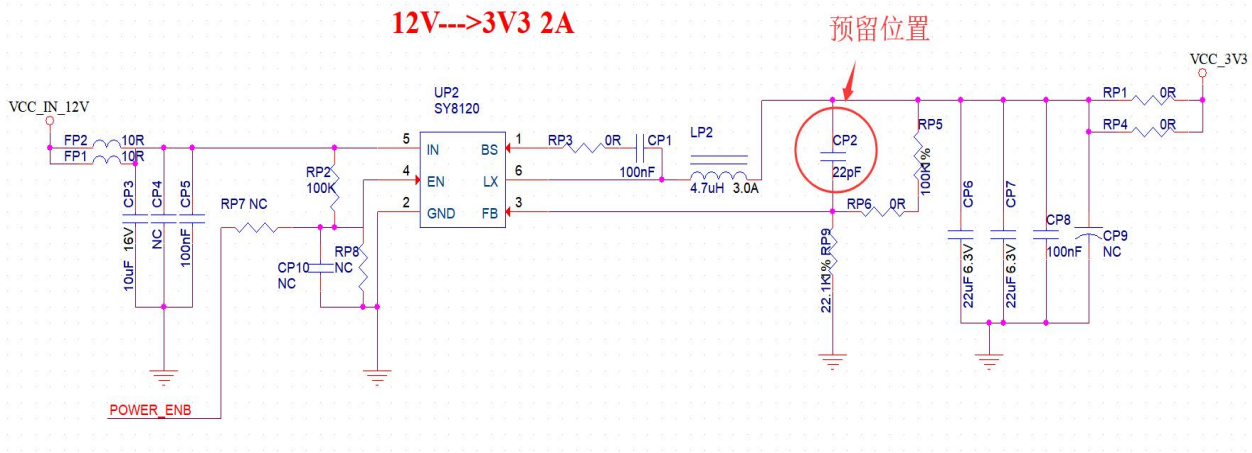 12V--->3V3 2A
预留位置
VCC_3V3
VCC_IN_12V
UP2
SY8120
FP2 10R
FP1 10R
5 IN
BS 1
4 EN
LX 6
2 GND
FB 3
RP3 0R
CP1
100nF
LP2
4.7uH 3.0A
CP2
22pF
RP5
100K1%
RP6 0R
RP9
22.1K1%
RP1 0R
RP4 0R
CP6
22uF 6.3V
CP7
22uF 6.3V
CP8
100nF
CP9
NC
CP3
10uF 16V
CP4
NC
CP5
100nF
RP2
100K
RP7 NC
RP8
NC
CP10
NC
POWER_ENB